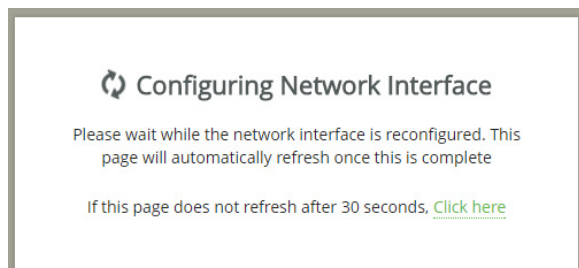 Configuring Network Interface
Please wait while the network interface is reconfigured. This
page will automatically refresh once this is complete
If this page does not refresh after 30 seconds, Click here